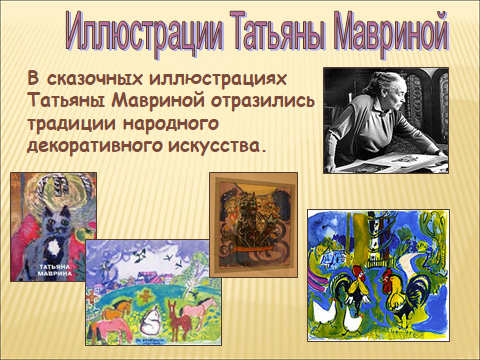 Иллюстрации Татьяны Мавриной
В сказочных иллюстрациях
Татьяны Мавриной отразились
традиции народного
декоративного искусства.
ТАТЬЯНА
МАВРИНА